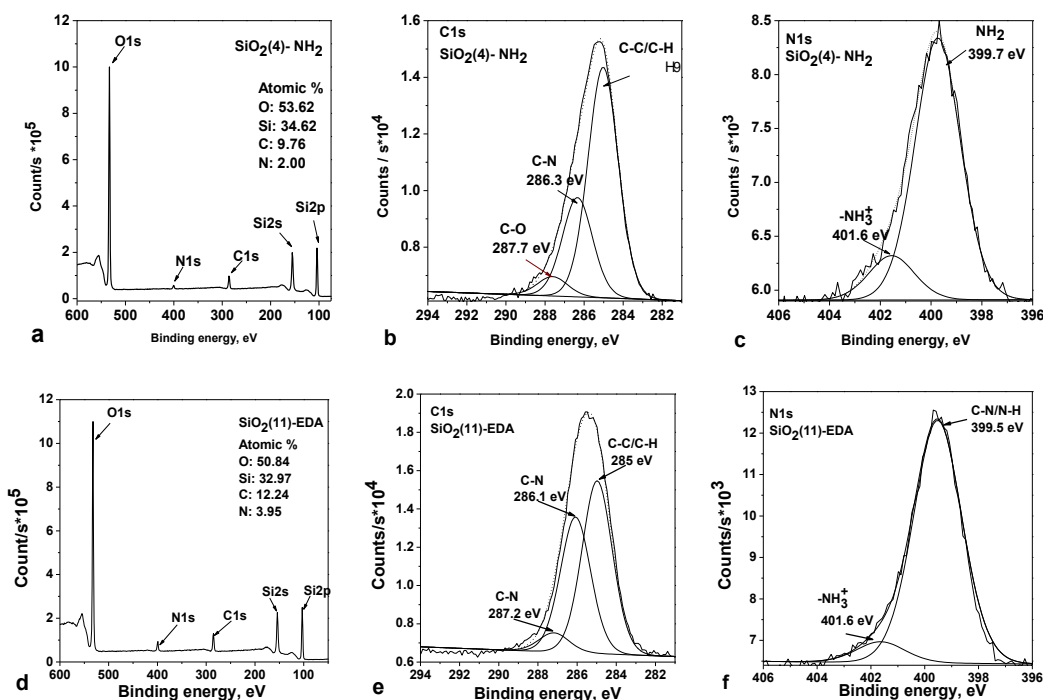 12
10
8
6
4
2
0
600 500 400 300 200 100
Count/s *10^5
Binding energy, eV
O1s
SiO2(4)- NH2
Atomic %
O: 53.62
Si: 34.62
C: 9.76
N: 2.00
N1s
C1s
Si2s
Si2p
a
1.6
1.4
1.2
1.0
0.8
294 292 290 288 286 284 282
Counts / s*10^4
Binding energy, eV
C1s
SiO2(4)- NH2
C-C/C-H
C-N
286.3 eV
C-O
287.7 eV
b
8.5
8.0
7.5
7.0
6.5
6.0
406 404 402 400 398 396
Counts / s*10^3
Binding energy, eV
N1s
SiO2(4)- NH2
NH2
399.7 eV
-NH3+
401.6 eV
c
12
10
8
6
4
2
0
600 500 400 300 200 100
Count/s*10^5
Binding energy, eV
O1s
SiO2(11)-EDA
Atomic %
O: 50.84
Si: 32.97
C: 12.24
N: 3.95
N1s
C1s
Si2s
Si2p
d
2.0
1.8
1.6
1.4
1.2
1.0
0.8
0.6
294 292 290 288 286 284 282
Counts/s*10^4
Binding energy, eV
C1s
SiO2(11)-EDA
C-C/C-H
285 eV
C-N
286.1 eV
C-N
287.2 eV
e
13
12
11
10
9
8
7
406 404 402 400 398 396
Counts/s*10^3
Binding energy, eV
N1s
SiO2(11)-EDA
C-N/N-H
399.5 eV
-NH3+
401.6 eV
f